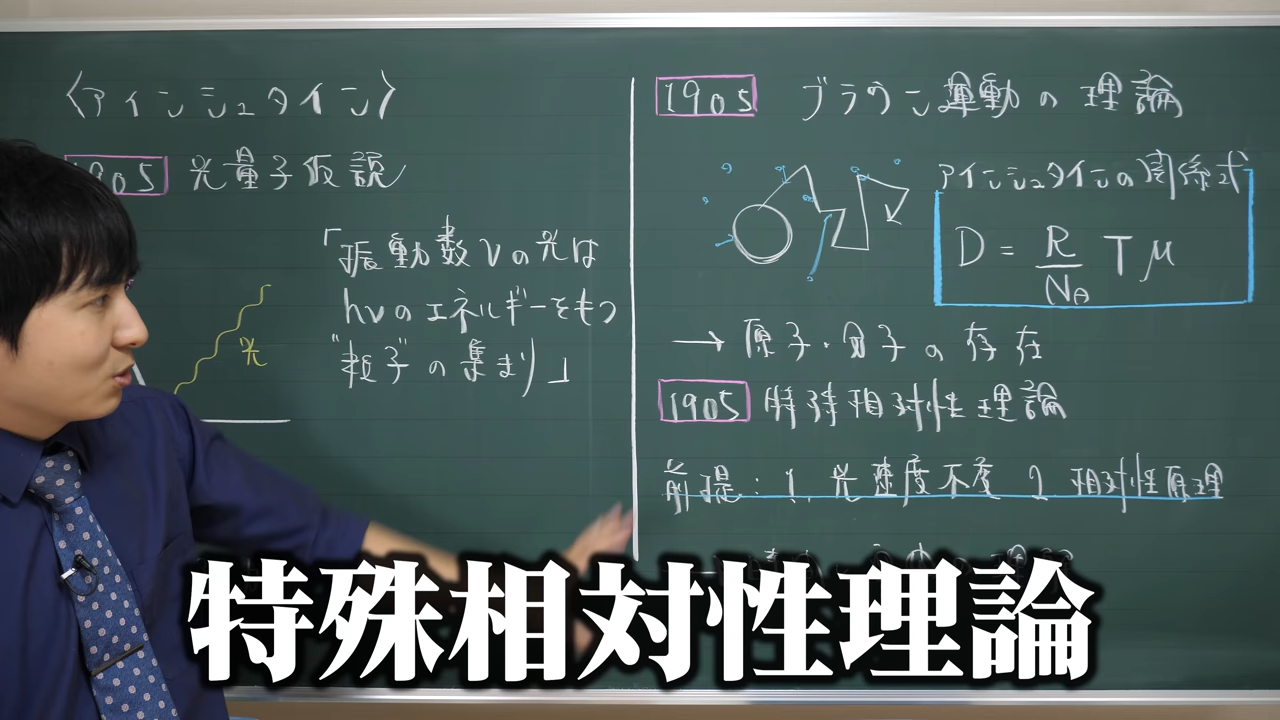 〈アインシュタイン〉
1905 光量子仮説
「振動数νの光は
hνのエネルギーをもつ
"粒子"の集まり」
光
1905 ブラウン運動の理論
アインシュタインの関係式
D = R/NA Tμ
→ 原子・分子の存在
1905 特殊相対性理論
前提：1. 光速度不変 2 相対性原理
特殊相対性理論